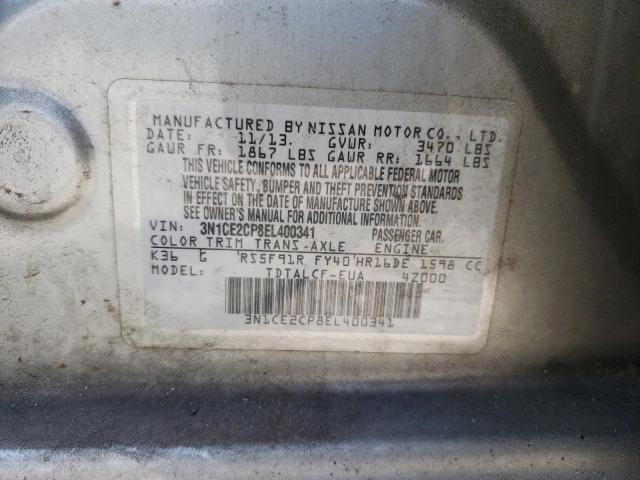 MANUFACTURED BY NISSAN MOTOR CO., LTD.
DATE: 11/13. GVWR: 3470 LBS
GAWR FR: 1867 LBS GAWR RR: 1664 LBS
THIS VEHICLE CONFORMS TO ALL APPLICABLE FEDERAL MOTOR
VEHICLE SAFETY, BUMPER AND THEFT PREVENTION STANDARDS
IN EFFECT ON THE DATE OF MANUFACTURE SHOWN ABOVE.
SEE OWNER'S MANUAL FOR ADDITIONAL INFORMATION.
VIN: 3N1CE2CP8EL400341 PASSENGER CAR.
COLOR TRIM TRANS-AXLE ENGINE
K36 G RS5F91R FY40 HR16DE 1598 CC
MODEL: TDTALCF-EUA 4Z000
3N1CE2CP8EL400341